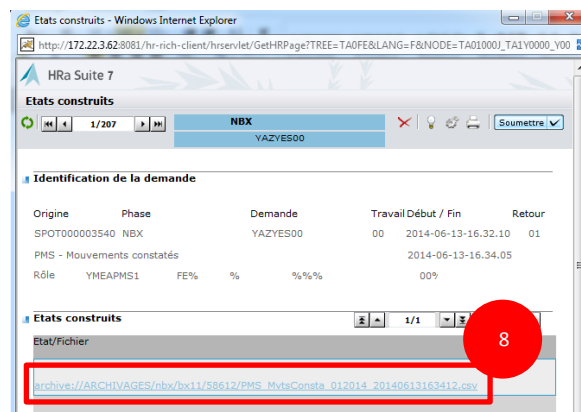 Etats construits - Windows Internet Explorer
http://172.22.3.62:8081/hr-rich-client/hrservlet/GetHRPage?TREE=TA0FE&LANG=F&NODE=TA01000J_TA1Y0000_Y00
HRa Suite 7
Etats construits
1/207 NBX Soumettre
YAZYES00
Identification de la demande
Origine Phase Demande Travail Début / Fin Retour
SPOT000003540 NBX YAZYES00 00 2014-06-13-16.32.10 01
PMS - Mouvements constatés 2014-06-13-16.34.05
Rôle YMEAPMS1 FE% % %%% 00%
Etats construits 1/1
8
Etat/Fichier
archive://ARCHIVAGES/nbx/bx11/58612/PMS_MvtsConsta_012014_20140613163412.csv